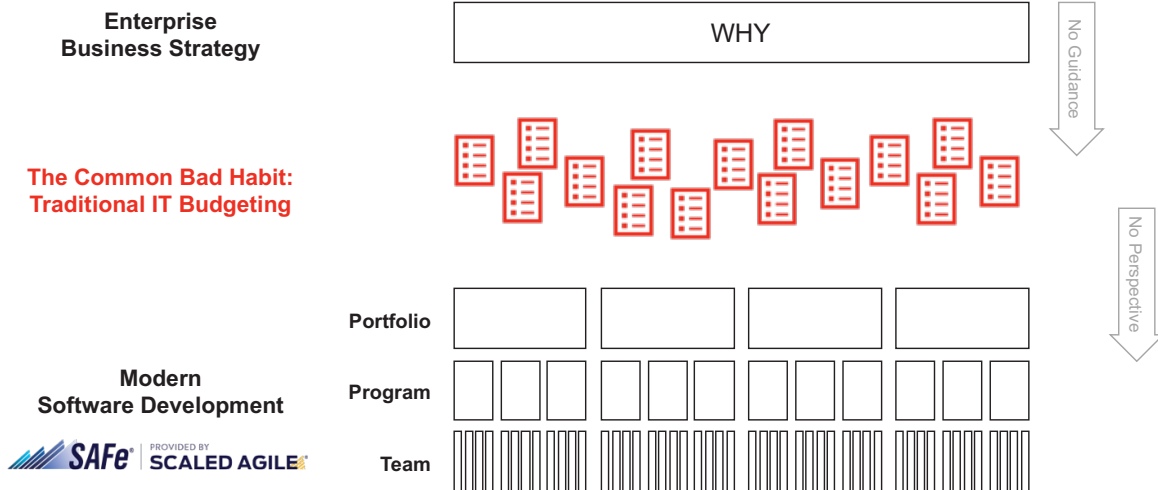 Enterprise
Business Strategy
WHY
No Guidance
The Common Bad Habit:
Traditional IT Budgeting
No Perspective
Portfolio
Modern
Software Development
Program
SAFe®
PROVIDED BY
SCALED AGILE
Team